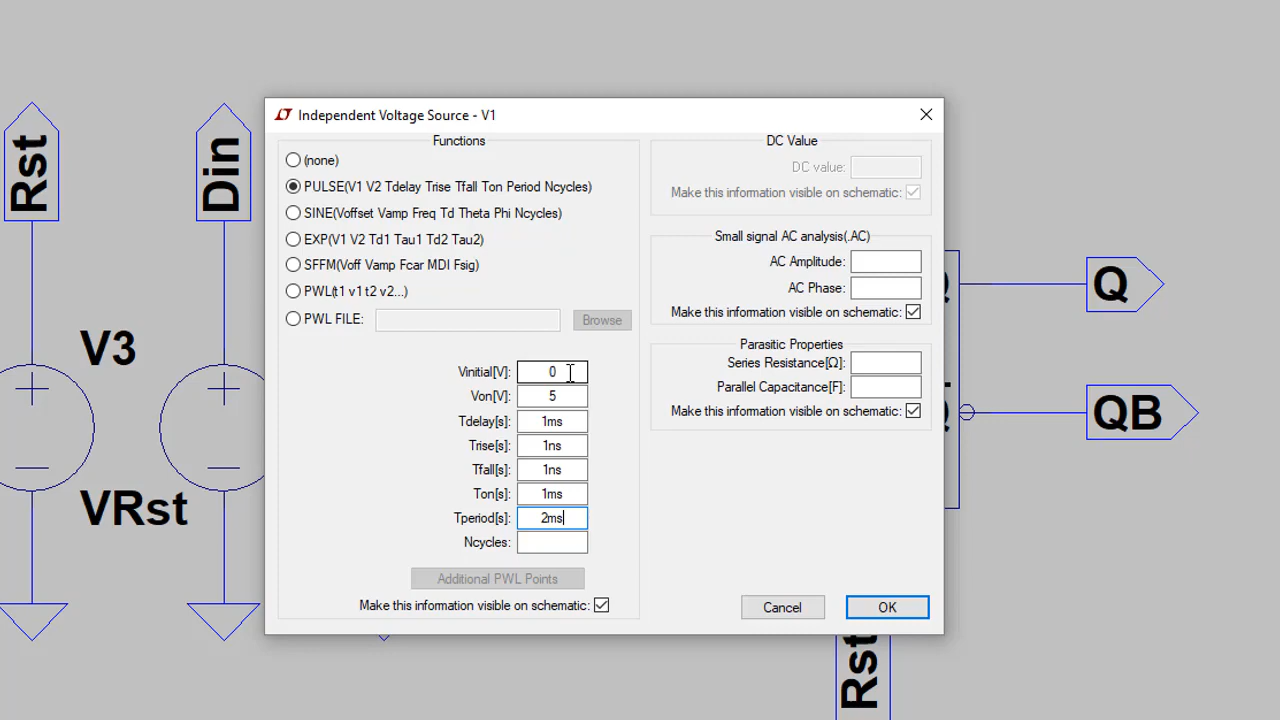 Independent Voltage Source - V1
Functions
(none)
PULSE(V1 V2 Tdelay Trise Tfall Ton Period Ncycles)
SINE(Voffset Vamp Freq Td Theta Phi Ncycles)
EXP(V1 V2 Td1 Tau1 Td2 Tau2)
SFFM(Voff Vamp Fcar MDI Fsig)
PWL(t1 v1 t2 v2...)
PWL FILE:
Browse
Vinitial[V]: 0
Von[V]: 5
Tdelay[s]: 1ms
Trise[s]: 1ns
Tfall[s]: 1ns
Ton[s]: 1ms
Tperiod[s]: 2ms
Ncycles:
Additional PWL Points
Make this information visible on schematic:
DC Value
DC value:
Make this information visible on schematic:
Small signal AC analysis(.AC)
AC Amplitude:
AC Phase:
Make this information visible on schematic:
Parasitic Properties
Series Resistance[Ω]:
Parallel Capacitance[F]:
Make this information visible on schematic:
Cancel
OK
Rst
Din
V3
VRst
Q
QB
Rst